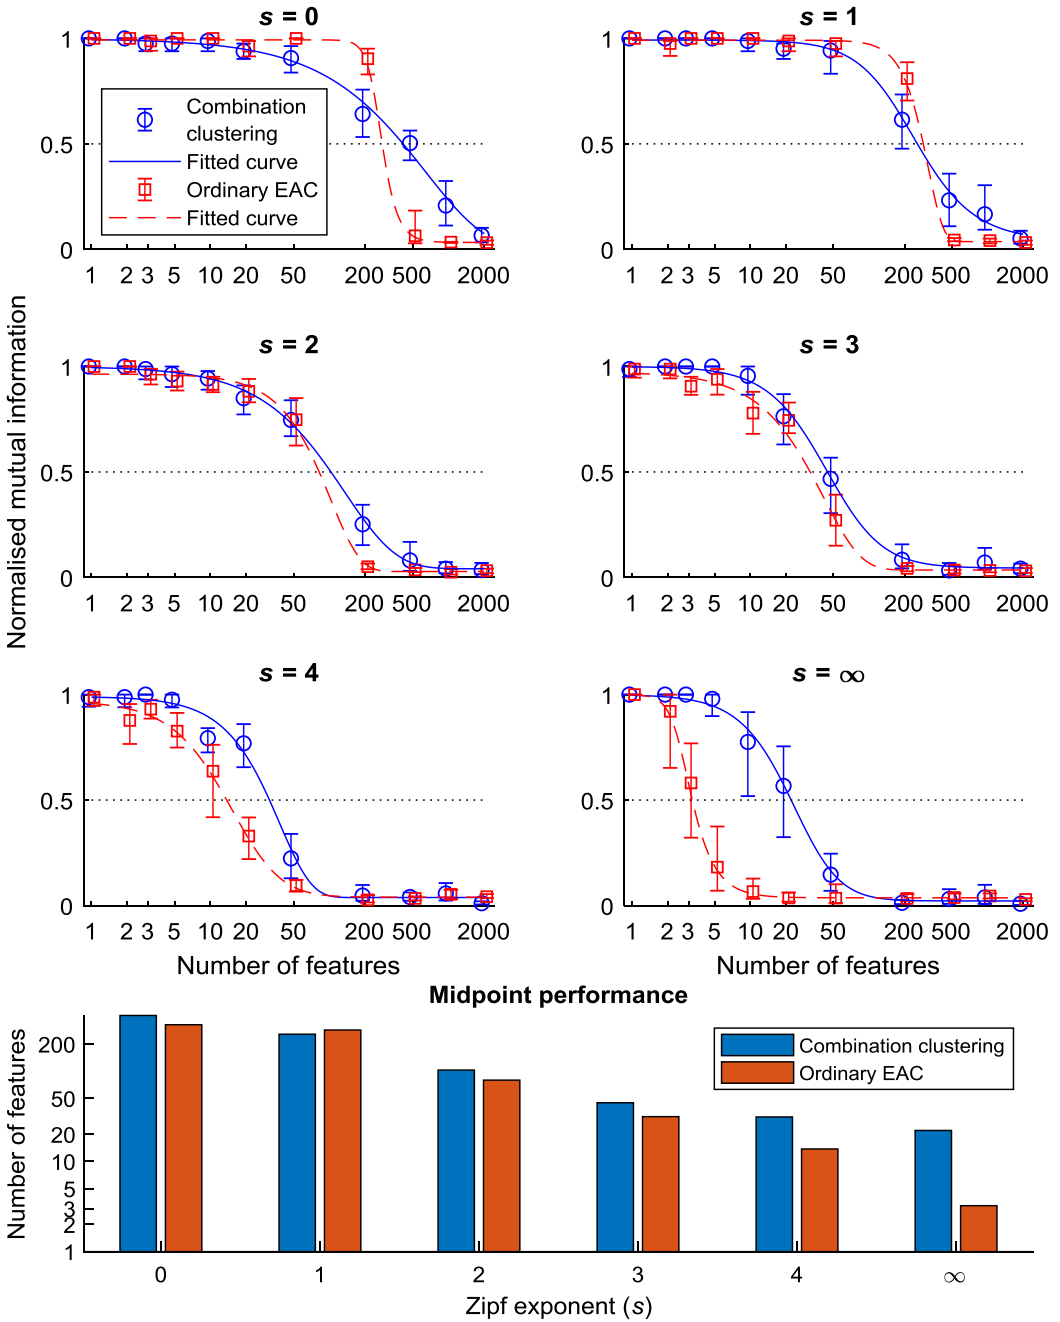 s = 0
s = 1
1
0.5
0
Combination
clustering
Fitted curve
Ordinary EAC
Fitted curve
1 2 3 5 10 20 50 200 500 2000
1
0.5
0
1 2 3 5 10 20 50 200 500 2000
Normalised mutual information
s = 2
s = 3
1
0.5
0
1 2 3 5 10 20 50 200 500 2000
1
0.5
0
1 2 3 5 10 20 50 200 500 2000
s = 4
s = ∞
1
0.5
0
1 2 3 5 10 20 50 200 500 2000
Number of features
1
0.5
0
1 2 3 5 10 20 50 200 500 2000
Number of features
Midpoint performance
Number of features
200
50
20
10
5
3
2
1
Combination clustering
Ordinary EAC
0 1 2 3 4 ∞
Zipf exponent (s)